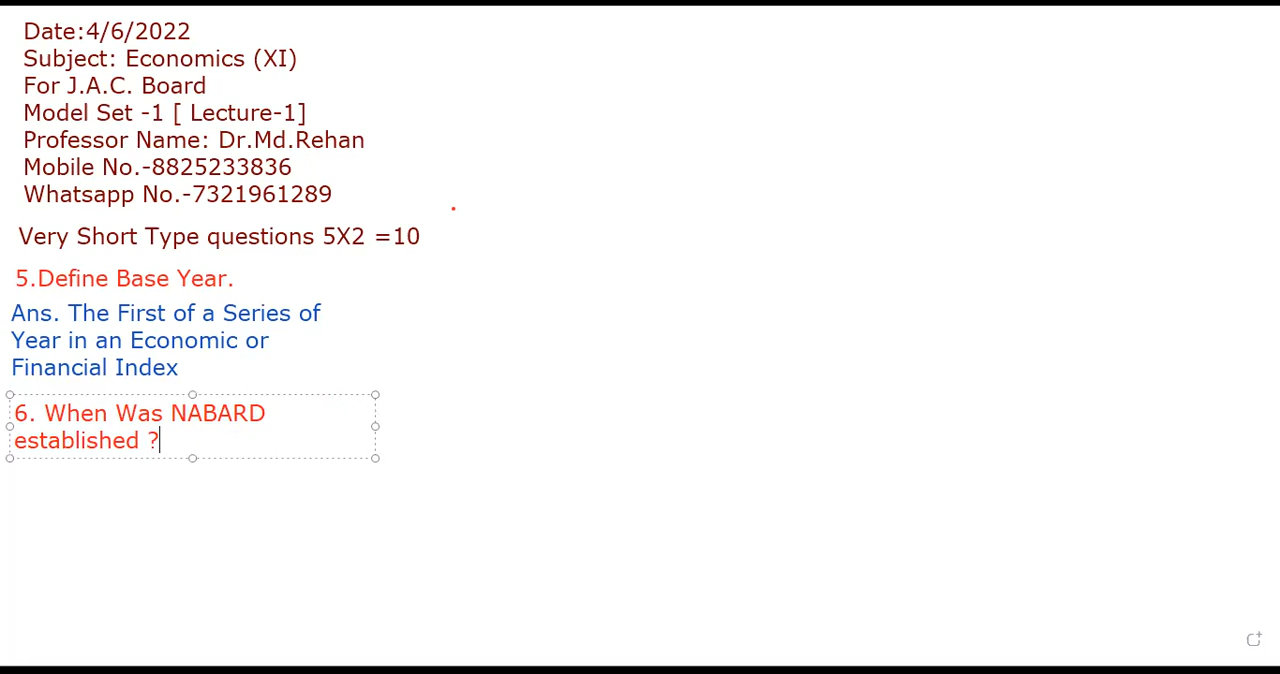 Date:4/6/2022
Subject: Economics (XI)
For J.A.C. Board
Model Set -1 [ Lecture-1]
Professor Name: Dr.Md.Rehan
Mobile No.-8825233836
Whatsapp No.-7321961289
Very Short Type questions 5X2 =10
5.Define Base Year.
Ans. The First of a Series of
Year in an Economic or
Financial Index
6. When Was NABARD
established ?